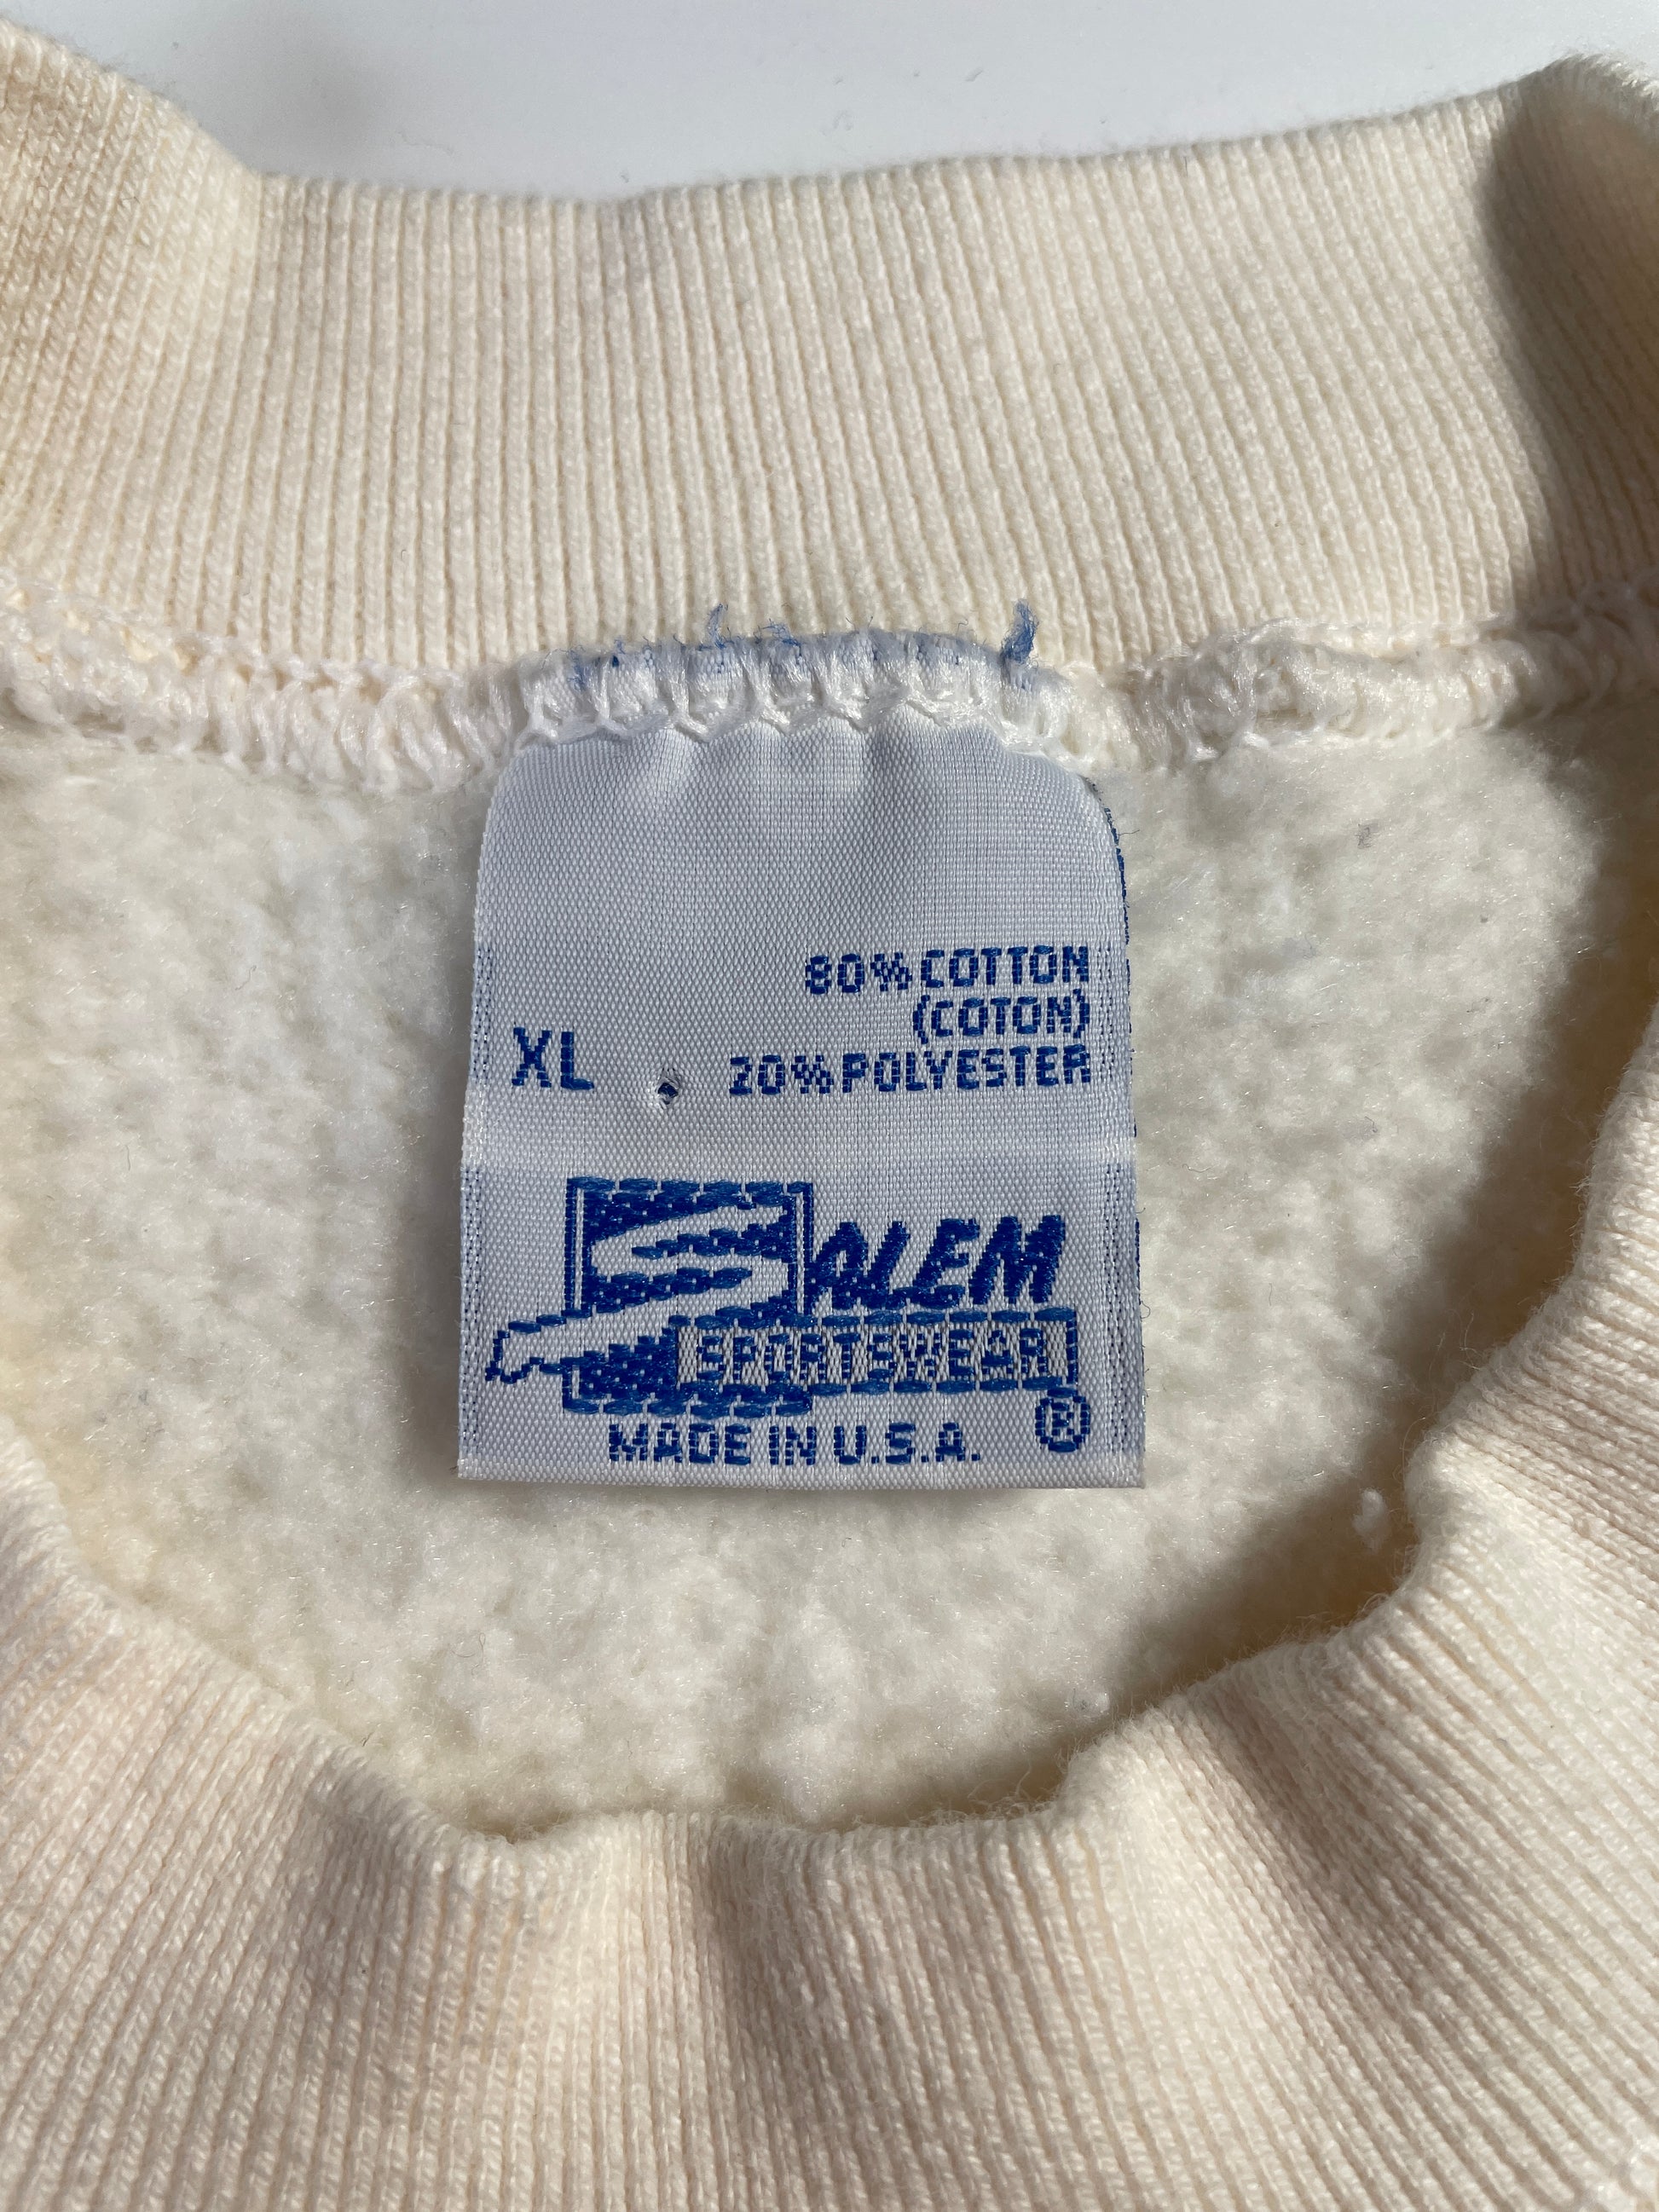 80% COTTON
(COTON)
XL 20% POLYESTER
SALEM
SPORTSWEAR
®
MADE IN U.S.A.